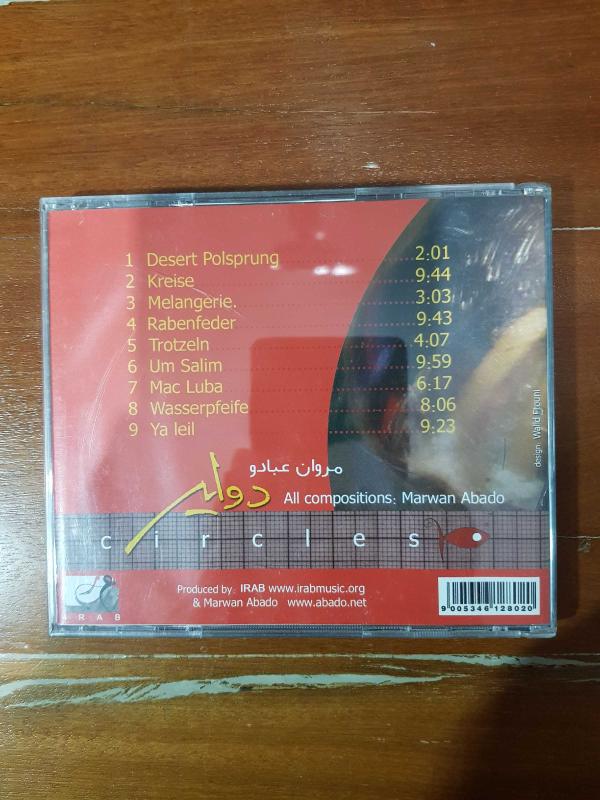 1 Desert Polsprung 2:01
2 Kreise 9:44
3 Melangerie. 3:03
4 Rabenfeder 9:43
5 Trotzeln 4:07
6 Um Salim 9:59
7 Mac Luba 6:17
8 Wasserpfeife 8:06
9 Ya leil 9:23
design: Walid Ftouni
مروان عبادو
دواير
All compositions: Marwan Abado
circles
Produced by: IRAB www.irabmusic.org
& Marwan Abado www.abado.net
IRAB
9 005346 128020